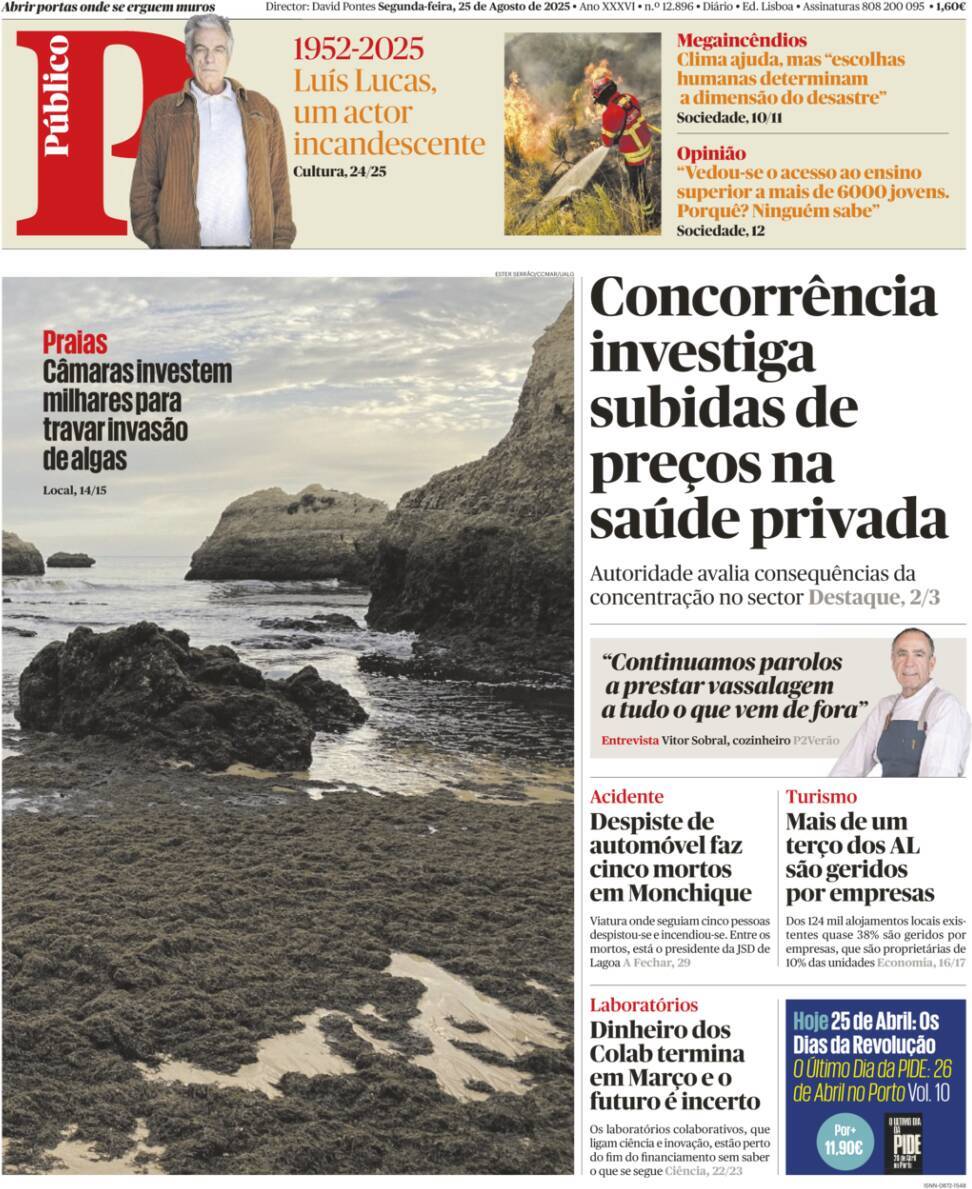 Abrir portas onde se erguem muros
Director: David Pontes Segunda-feira, 25 de Agosto de 2025 • Ano XXXVI • n.º 12.896 • Diário • Ed. Lisboa • Assinaturas 808 200 095 • 1,60€
P
Público
1952-2025
Luís Lucas,
um actor
incandescente
Cultura, 24/25
Megaincêndios
Clima ajuda, mas “escolhas
humanas determinam
a dimensão do desastre”
Sociedade, 10/11
Opinião
“Vedou-se o acesso ao ensino
superior a mais de 6000 jovens.
Porquê? Ninguém sabe”
Sociedade, 12
ESTER SERRÃO/CCMAR/UALG
Praias
Câmaras investem
milhares para
travar invasão
de algas
Local, 14/15
Concorrência
investiga
subidas de
preços na
saúde privada
Autoridade avalia consequências da
concentração no sector Destaque, 2/3
“Continuamos parolos
a prestar vassalagem
a tudo o que vem de fora”
Entrevista Vitor Sobral, cozinheiro P2Verão
Acidente
Despiste de
automóvel faz
cinco mortos
em Monchique
Viatura onde seguiam cinco pessoas
despistou-se e incendiou-se. Entre os
mortos, está o presidente da JSD de
Lagoa A Fechar, 29
Turismo
Mais de um
terço dos AL
são geridos
por empresas
Dos 124 mil alojamentos locais exis-
tentes quase 38% são geridos por
empresas, que são proprietárias de
10% das unidades Economia, 16/17
Laboratórios
Dinheiro dos
Colab termina
em Março e o
futuro é incerto
Os laboratórios colaborativos, que
ligam ciência e inovação, estão perto
do fim do financiamento sem saber
o que se segue Ciência, 22/23
Hoje 25 de Abril: Os
Dias da Revolução
O Último Dia da PIDE: 26
de Abril no Porto Vol. 10
Por+
11,90€
O ÚLTIMO DIA
DA
PIDE
26 de Abril
no Porto
ISNN-0872-1548